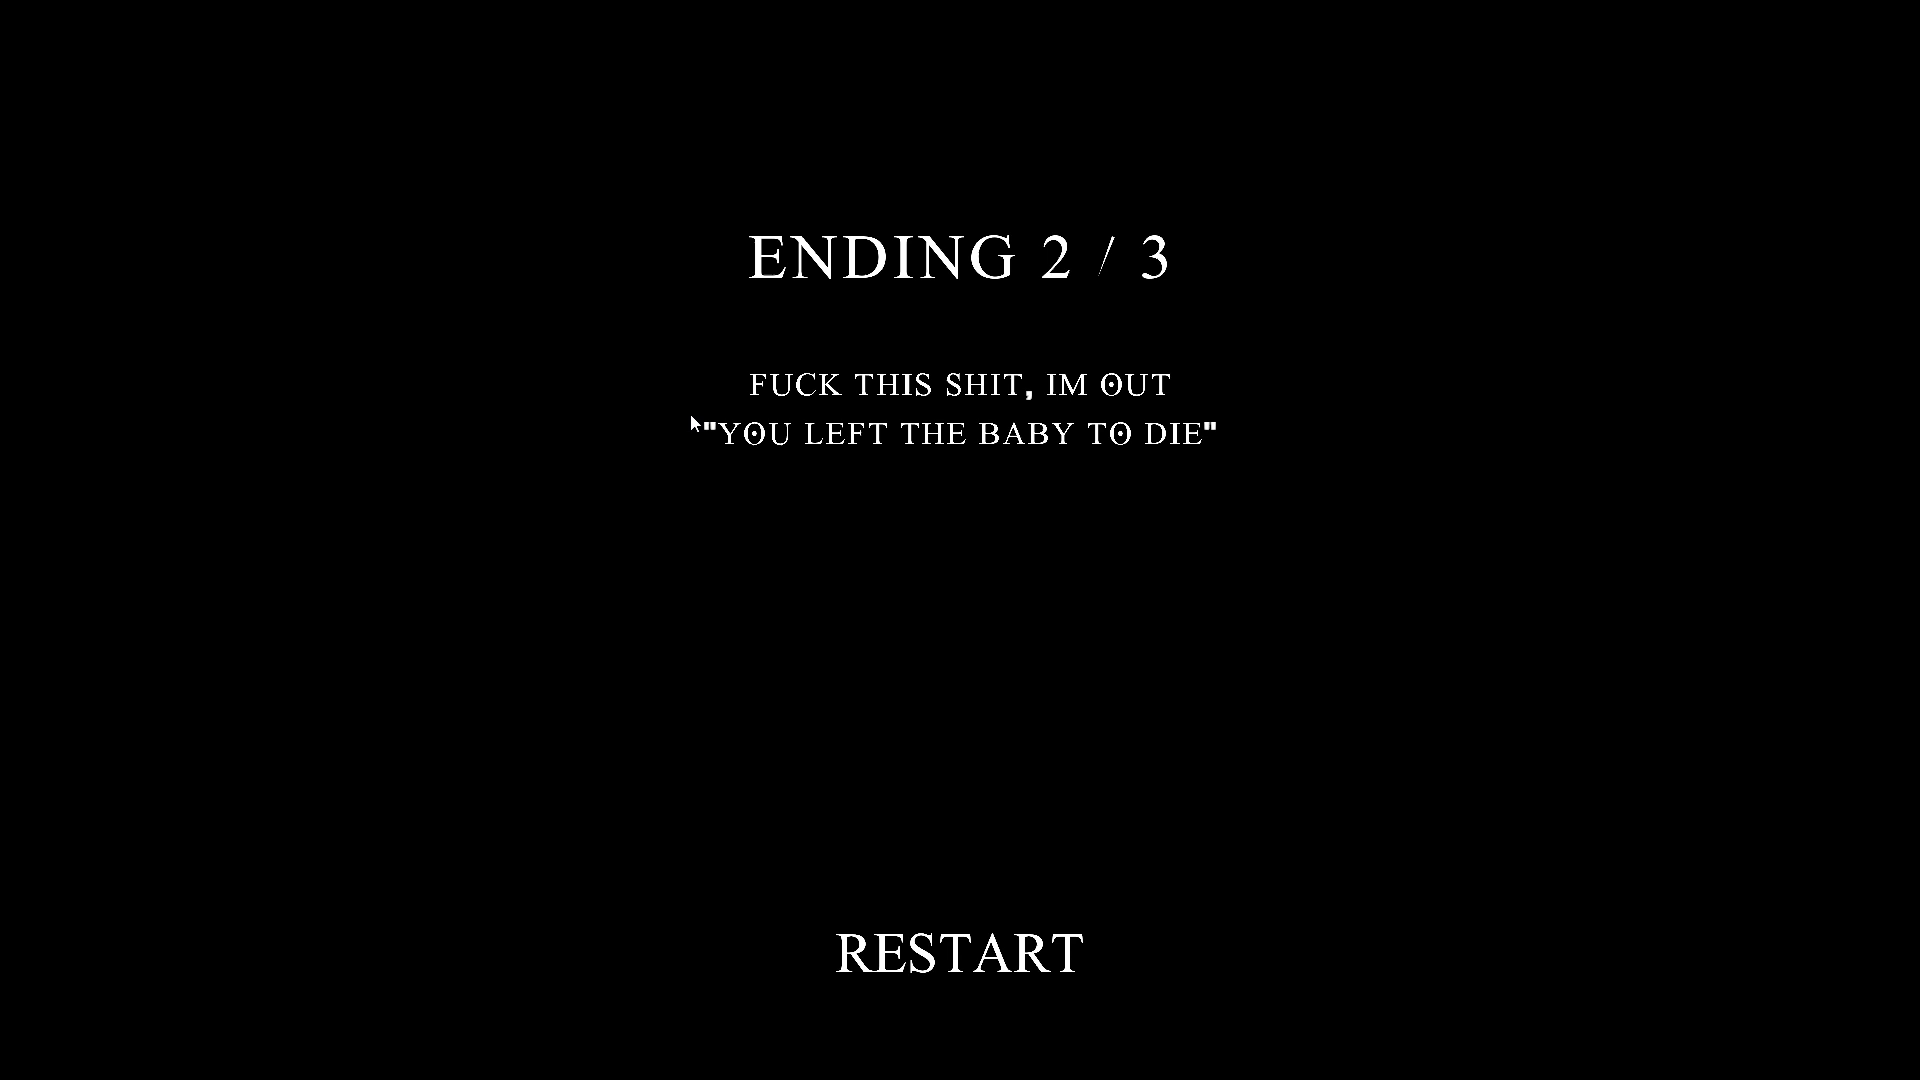 ENDING 2 / 3
FUCK THIS SHIT, IM OUT
"YOU LEFT THE BABY TO DIE"
RESTART